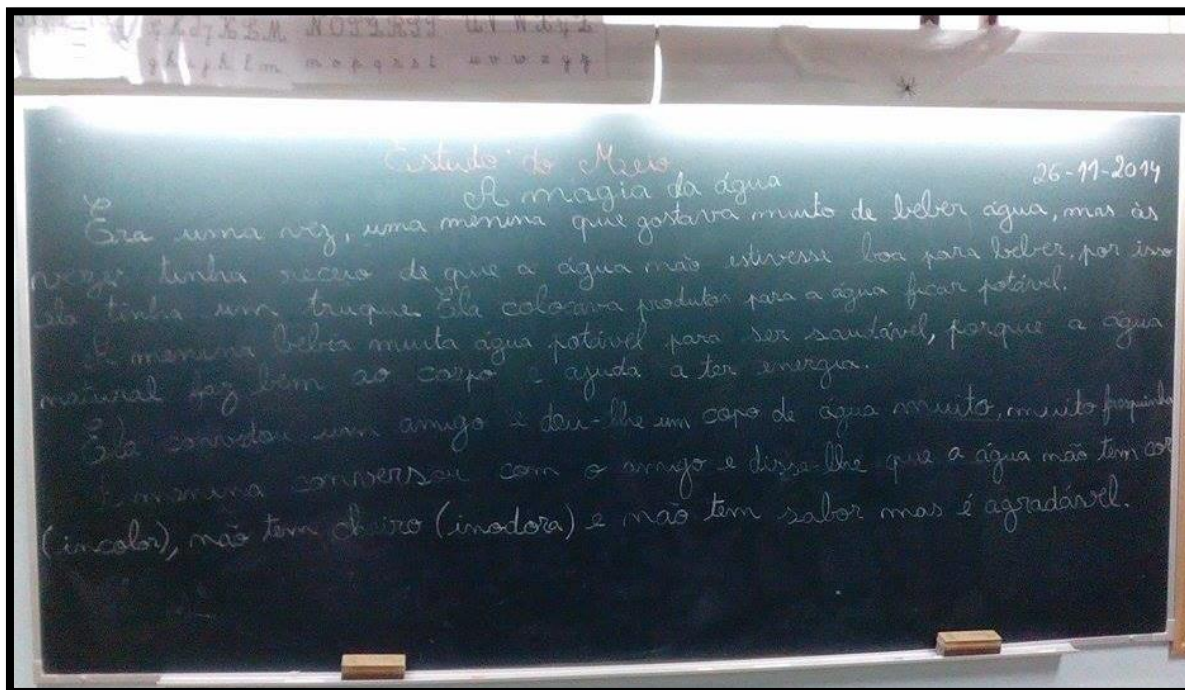 N O P Q R S T U V W X Y Z
g h i j k l m n o p q r s t u v w x y z
Estudo do Meio
26-11-2014
A magia da água
Era uma vez, uma menina que gostava muito de beber água, mas às
vezes tinha receio de que a água não estivesse boa para beber, por isso
ela tinha um truque. Ela colocava produtos para a água ficar potável.
A menina bebia muita água potável para ser saudável, porque a água
natural faz bem ao corpo e ajuda a ter energia.
Ela convidou um amigo e deu-lhe um copo de água muito, muito fresquinha
A menina conversou com o amigo e disse-lhe que a água não tem cor
(incolor), não tem cheiro (inodora) e não tem sabor mas é agradável.